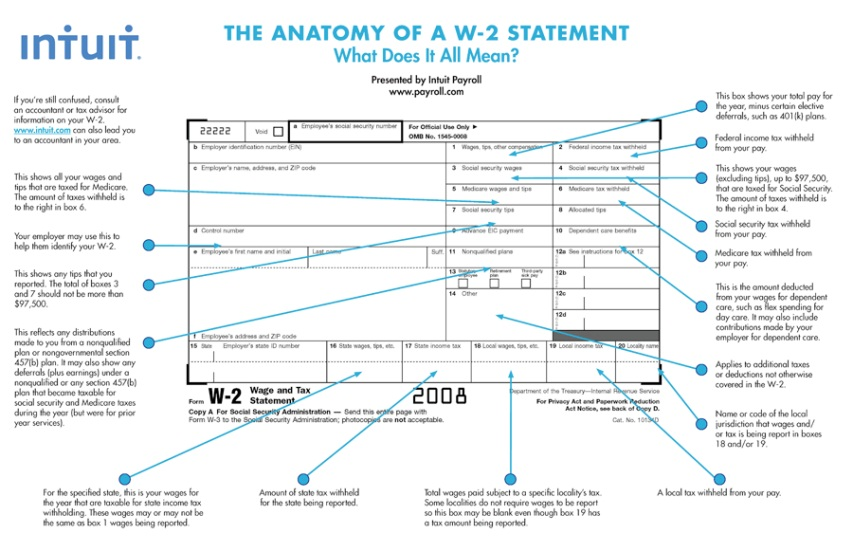 intuit.
THE ANATOMY OF A W-2 STATEMENT
What Does It All Mean?
Presented by Intuit Payroll
www.payroll.com
If you're still confused, consult
an accountant or tax advisor for
information on your W-2.
www.intuit.com can also lead you
to an accountant in your area.
This shows all your wages and
tips that are taxed for Medicare.
The amount of taxes withheld is
to the right in box 6.
Your employer may use this to
help them identify your W-2.
This shows any tips that you
reported. The total of boxes 3
and 7 should not be more than
$97,500.
This reflects any distributions
made to you from a nonqualified
plan or nongovernmental section
457(b) plan. It may also show any
deferrals (plus earnings) under a
nonqualified or any section 457(b)
plan that became taxable for
social security and Medicare taxes
during the year (but were for prior
year services).
22222
Void
a Employee's social security number
For Official Use Only ►
OMB No. 1545-0008
b Employer identification number (EIN)
1 Wages, tips, other compensation
2 Federal income tax withheld
c Employer's name, address, and ZIP code
3 Social security wages
4 Social security tax withheld
5 Medicare wages and tips
6 Medicare tax withheld
7 Social security tips
8 Allocated tips
d Control number
9 Advance EIC payment
10 Dependent care benefits
e Employee's first name and initial
Last name
Suff.
11 Nonqualified plans
12a See instructions for box 12
13 Statutory employee
Retirement plan
Third-party sick pay
12b
14 Other
12c
12d
f Employee's address and ZIP code
15 State
Employer's state ID number
16 State wages, tips, etc.
17 State income tax
18 Local wages, tips, etc.
19 Local income tax
20 Locality name
Form W-2 Wage and Tax
Statement
2008
Department of the Treasury—Internal Revenue Service
For Privacy Act and Paperwork Reduction
Act Notice, see back of Copy D.
Copy A For Social Security Administration — Send this entire page with
Form W-3 to the Social Security Administration; photocopies are not acceptable.
Cat. No.
This box shows your total pay for
the year, minus certain elective
deferrals, such as 401(k) plans.
Federal income tax withheld
from your pay.
This shows your wages
(excluding tips), up to $97,500,
that are taxed for Social Security.
The amount of taxes withheld is
to the right in box 4.
Social security tax withheld
from your pay.
Medicare tax withheld from
your pay.
This is the amount deducted
from your wages for dependent
care, such as flex spending for
day care. It may also include
contributions made by your
employer for dependent care.
Applies to additional taxes
or deductions not otherwise
covered in the W-2.
Name or code of the local
jurisdiction that wages and/
or tax is being report in boxes
18 and/or 19.
For the specified state, this is your wages for
the year that are taxable for state income tax
withholding. These wages may or may not be
the same as box 1 wages being reported.
Amount of state tax withheld
for the state being reported.
Total wages paid subject to a specific locality's tax.
Some localities do not require wages to be report
so this box may be blank even though box 19 has
a tax amount being reported.
A local tax withheld from your pay.